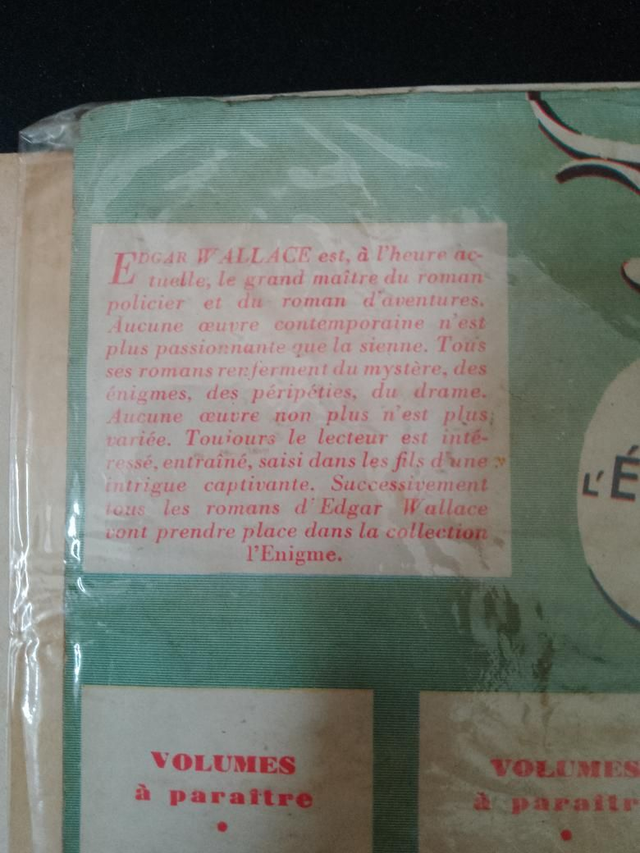 EDGAR WALLACE est, à l'heure ac-
tuelle, le grand maître du roman
policier et du roman d'aventures.
Aucune œuvre contemporaine n'est
plus passionnante que la sienne. Tous
ses romans renferment du mystère, des
énigmes, des péripéties, du drame.
Aucune œuvre non plus n'est plus
variée. Toujours le lecteur est inté-
ressé, entraîné, saisi dans les fils d'une
intrigue captivante. Successivement
tous les romans d'Edgar Wallace
vont prendre place dans la collection
l'Enigme.
L'É
VOLUMES
à paraître
VOLUMES
à paraîtr